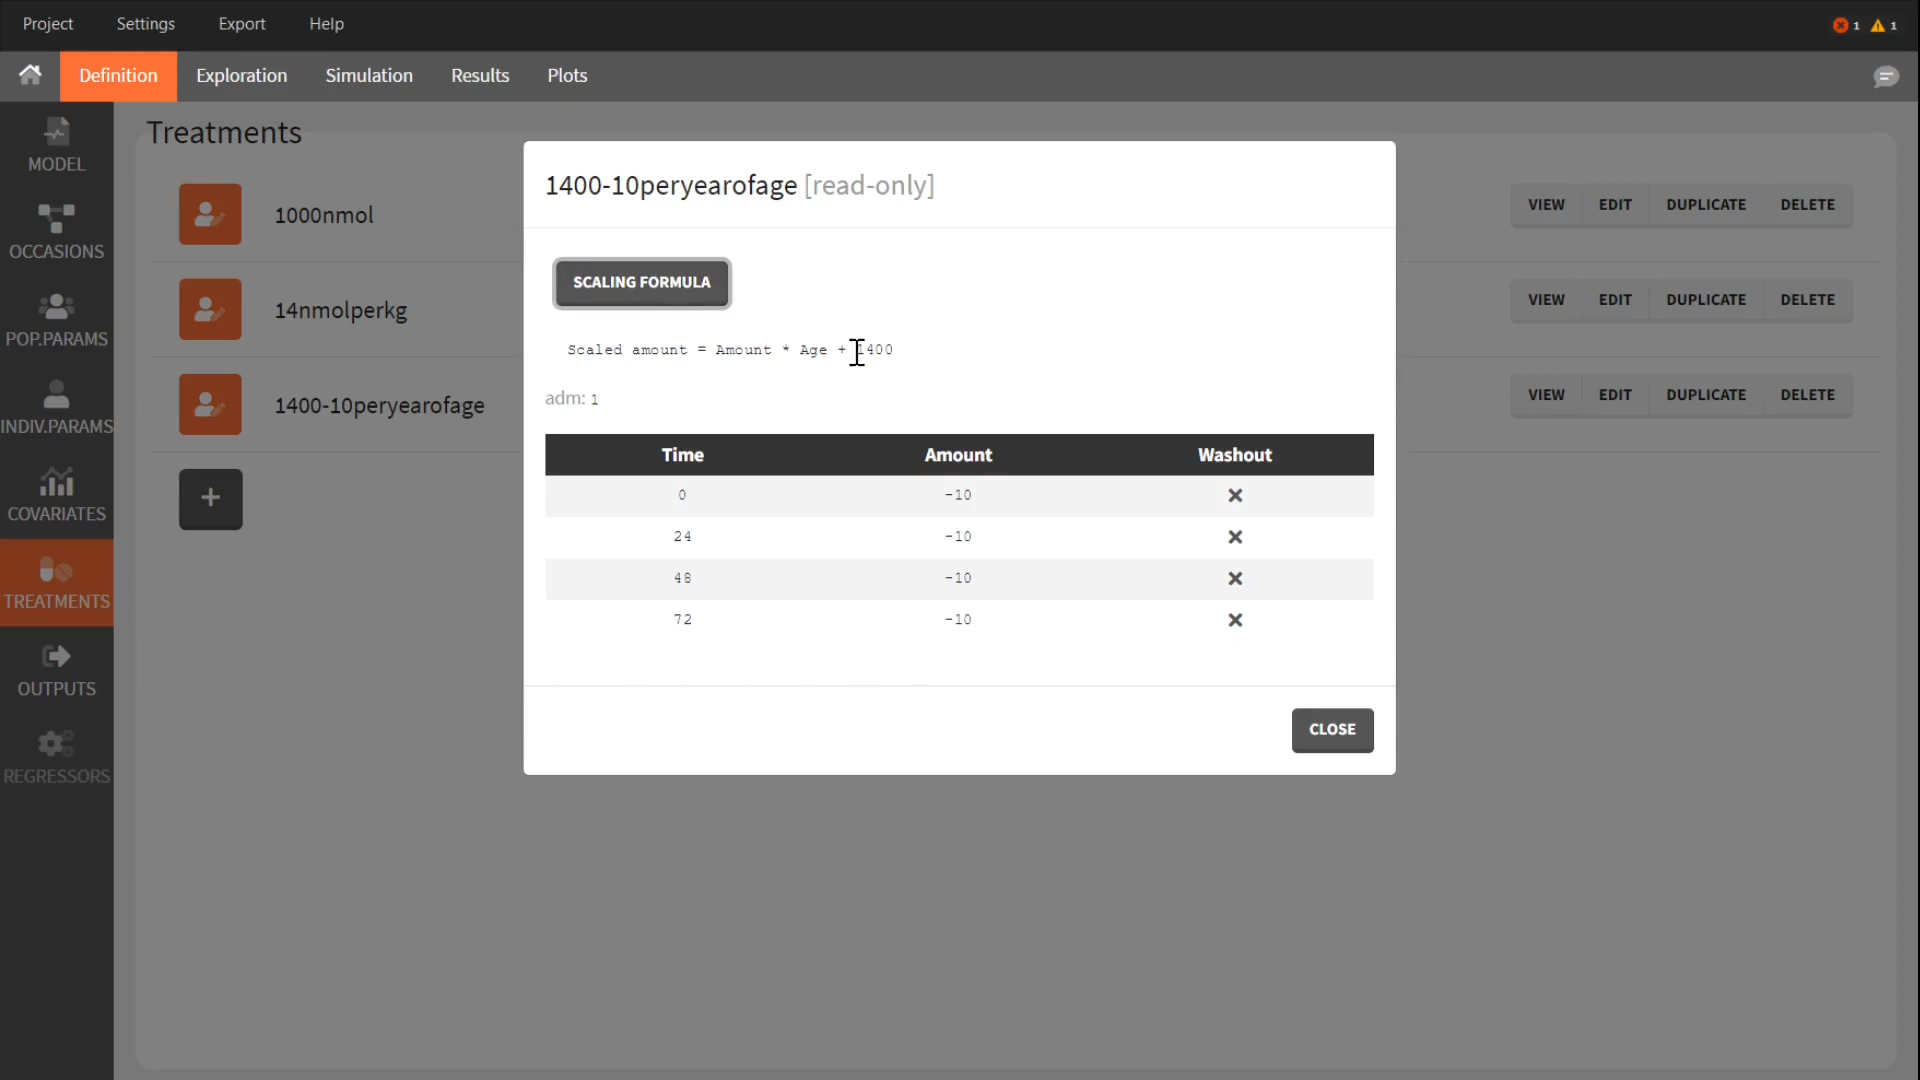 Project Settings Export Help 1 1
Definition Exploration Simulation Results Plots
MODEL
OCCASIONS
POP.PARAMS
INDIV.PARAMS
COVARIATES
TREATMENTS
OUTPUTS
REGRESSORS
Treatments
1000nmol
VIEW EDIT DUPLICATE DELETE
14nmolperkg
VIEW EDIT DUPLICATE DELETE
1400-10peryearofage
VIEW EDIT DUPLICATE DELETE
+
1400-10peryearofage [read-only]
SCALING FORMULA
Scaled amount = Amount * Age + 1400
adm: 1
Time Amount Washout
0 -10
24 -10
48 -10
72 -10
CLOSE